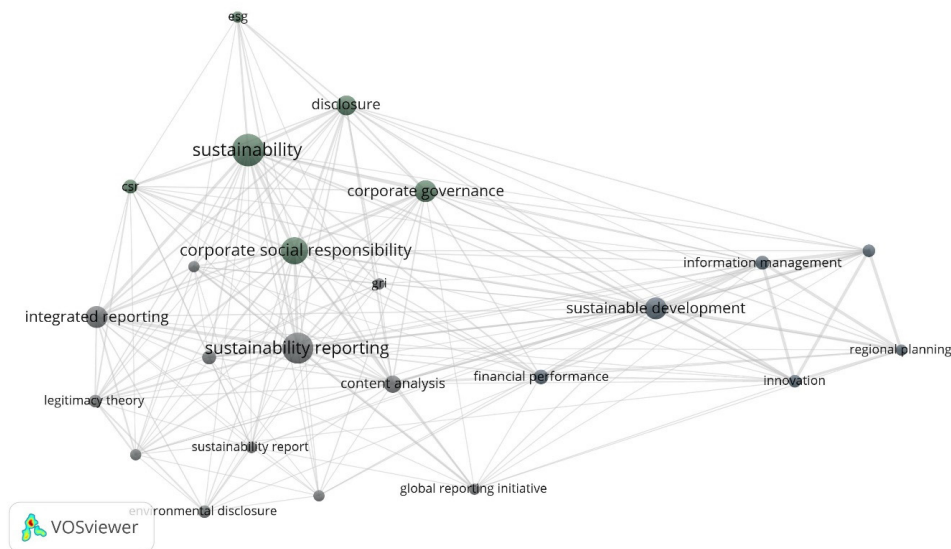 esg
disclosure
sustainability
csr
corporate governance
corporate social responsibility
information management
gri
sustainable development
integrated reporting
sustainability reporting
regional planning
content analysis
financial performance
innovation
legitimacy theory
sustainability report
global reporting initiative
environmental disclosure
VOSviewer